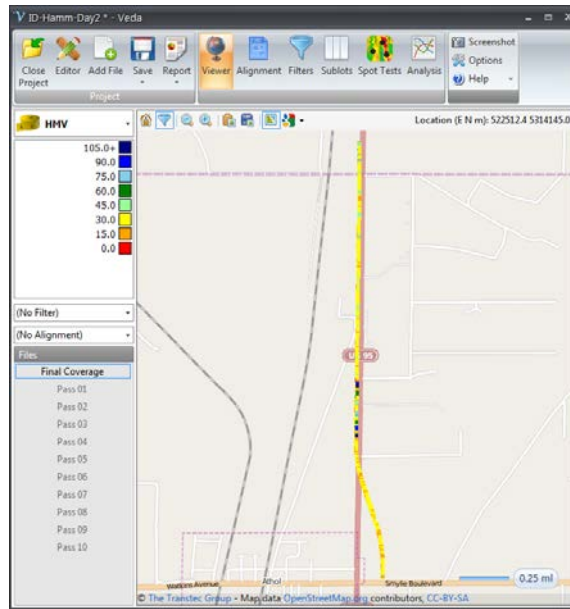 ID-Hamm-Day2 * - Veda
Close Project
Editor
Add File
Save
Report
Viewer
Alignment
Filters
Sublots
Spot Tests
Analysis
Screenshot
Options
Help
Project
HMV
Location (E N m): 522512.4 5314145.0
105.0+
90.0
75.0
60.0
45.0
30.0
15.0
0.0
(No Filter)
(No Alignment)
Files
Final Coverage
Pass 01
Pass 02
Pass 03
Pass 04
Pass 05
Pass 06
Pass 07
Pass 08
Pass 09
Pass 10
US 95
Watkins Avenue
Athol
Smylie Boulevard
0.25 ml
© The Transtec Group - Map data OpenStreetMap.org contributors, CC-BY-SA